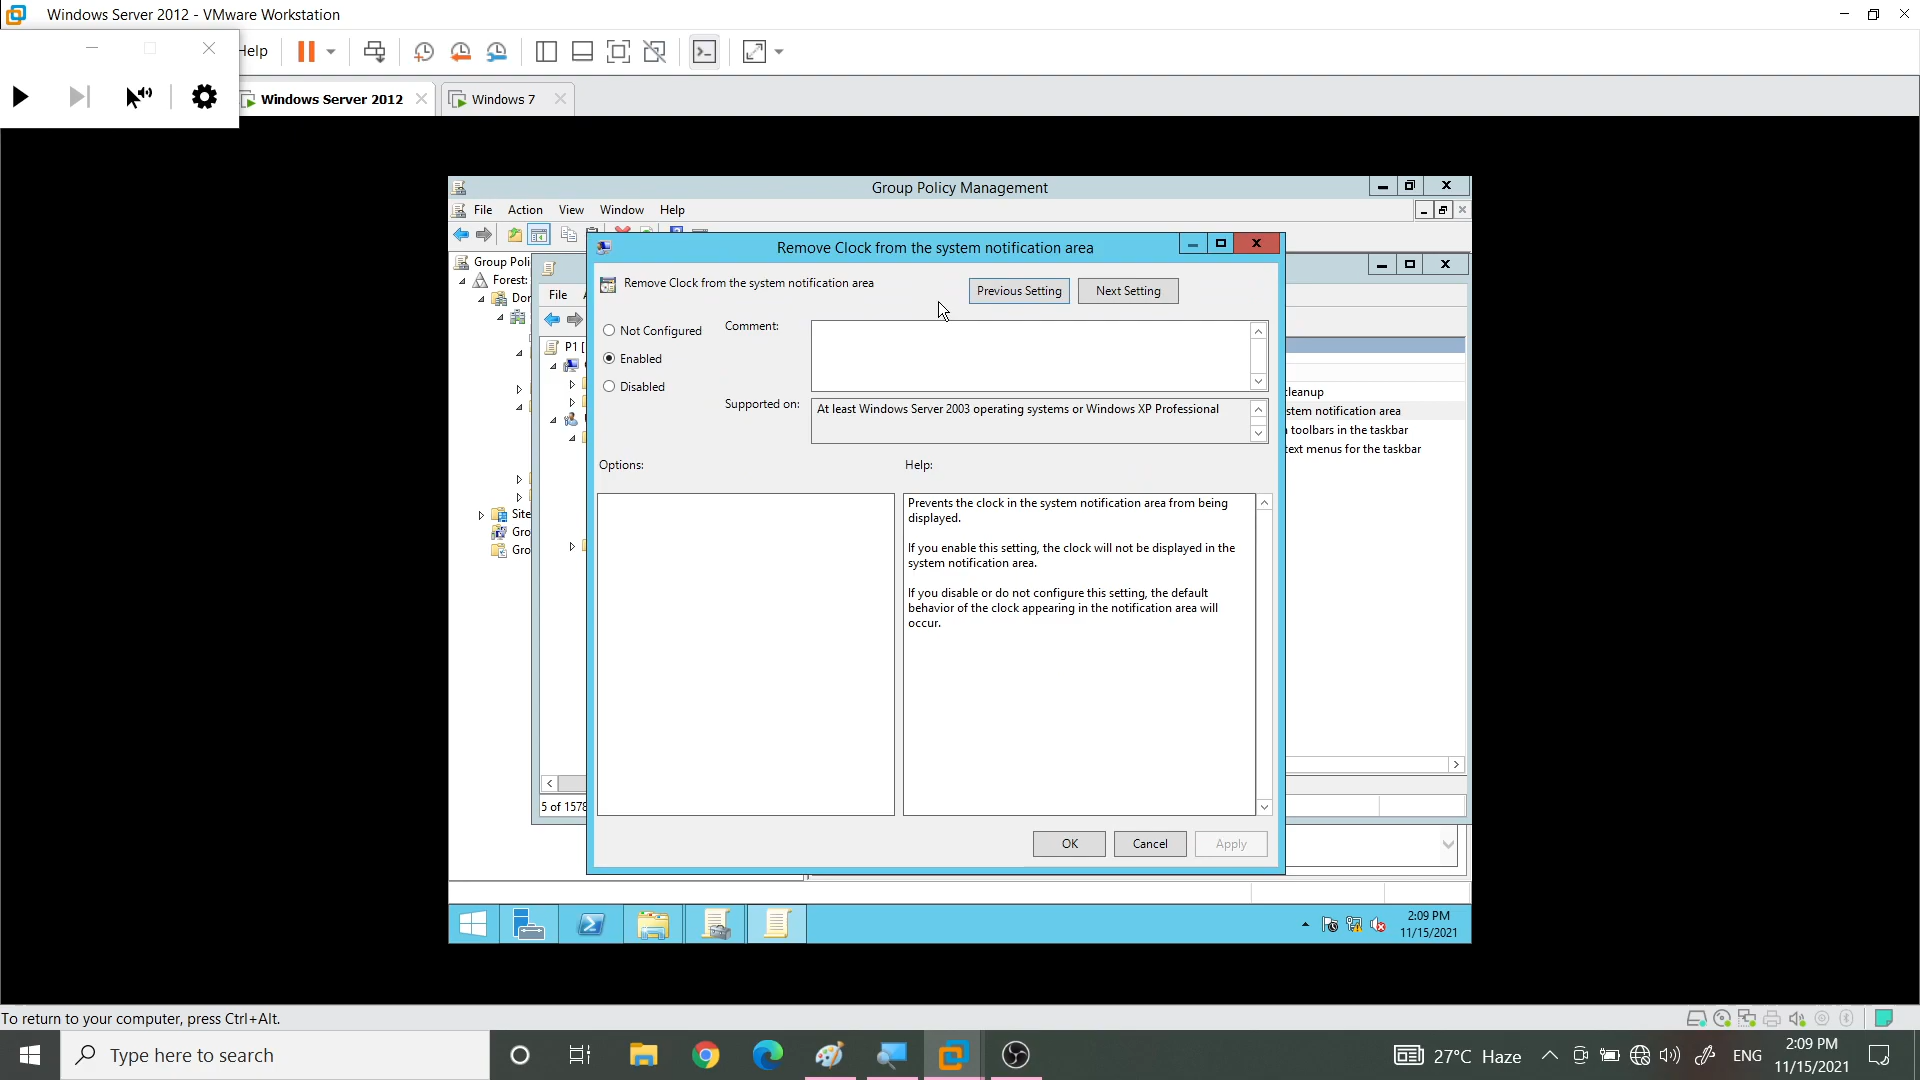 Windows Server 2012 - VMware Workstation
Help
Windows Server 2012
Windows 7
Group Policy Management
File Action View Window Help
Group Poli
Forest:
Dor
Site
Gro
Gro
File
P1 [
5 of 1578
Remove Clock from the system notification area
Remove Clock from the system notification area
Previous Setting
Next Setting
Not Configured
Enabled
Disabled
Comment:
Supported on:
At least Windows Server 2003 operating systems or Windows XP Professional
Options:
Help:
Prevents the clock in the system notification area from being
displayed.
If you enable this setting, the clock will not be displayed in the
system notification area.
If you disable or do not configure this setting, the default
behavior of the clock appearing in the notification area will
occur.
OK
Cancel
Apply
cleanup
stem notification area
toolbars in the taskbar
text menus for the taskbar
2:09 PM
11/15/2021
To return to your computer, press Ctrl+Alt.
Type here to search
27°C Haze
ENG
2:09 PM
11/15/2021